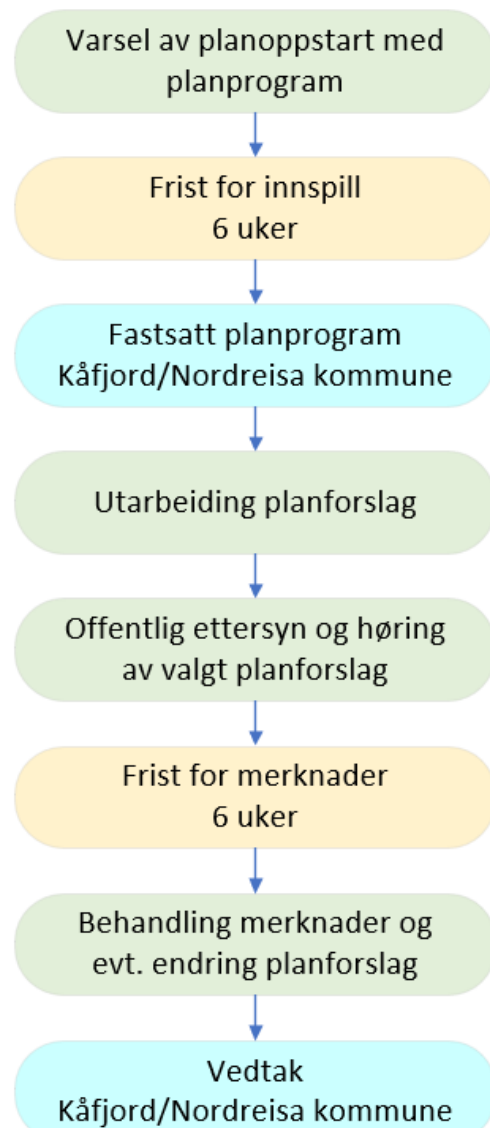 Varsel av planoppstart med
planprogram
Frist for innspill
6 uker
Fastsatt planprogram
Kåfjord/Nordreisa kommune
Utarbeiding planforslag
Offentlig ettersyn og høring
av valgt planforslag
Frist for merknader
6 uker
Behandling merknader og
evt. endring planforslag
Vedtak
Kåfjord/Nordreisa kommune